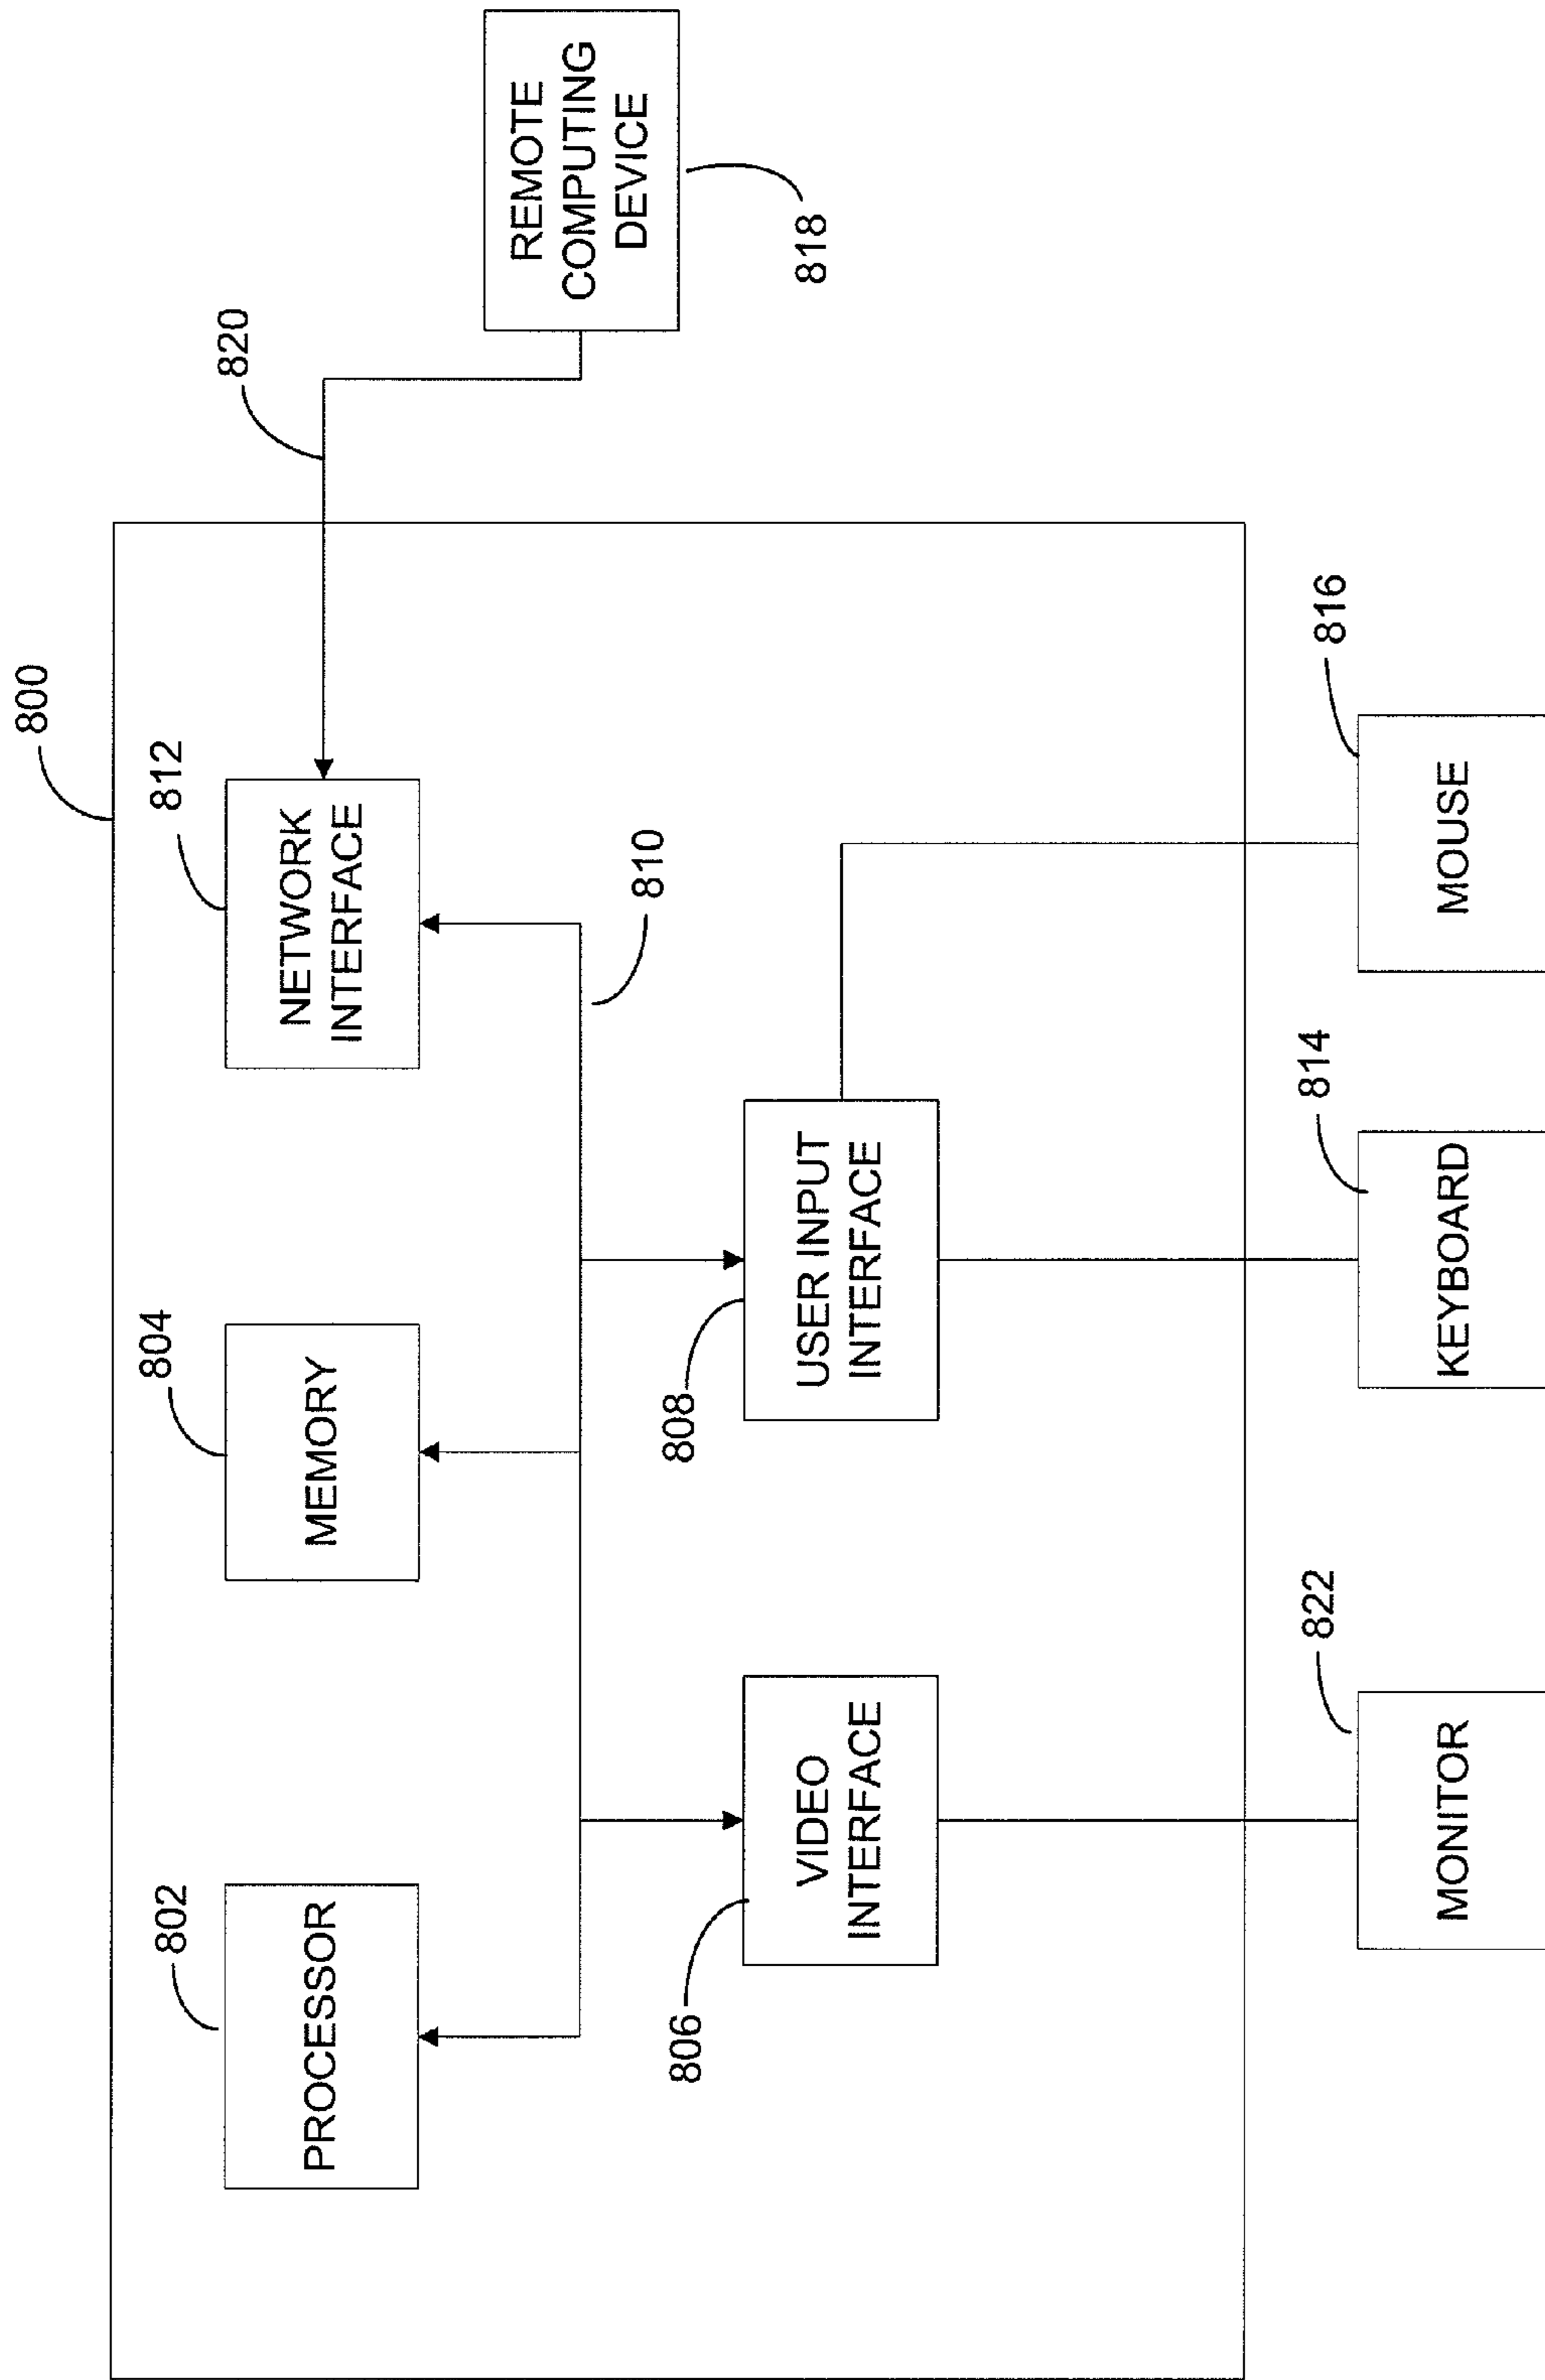 800
802
PROCESSOR
804
MEMORY
812
NETWORK
INTERFACE
820
REMOTE
COMPUTING
DEVICE
818
810
806
VIDEO
INTERFACE
808
USER INPUT
INTERFACE
822
MONITOR
814
KEYBOARD
816
MOUSE